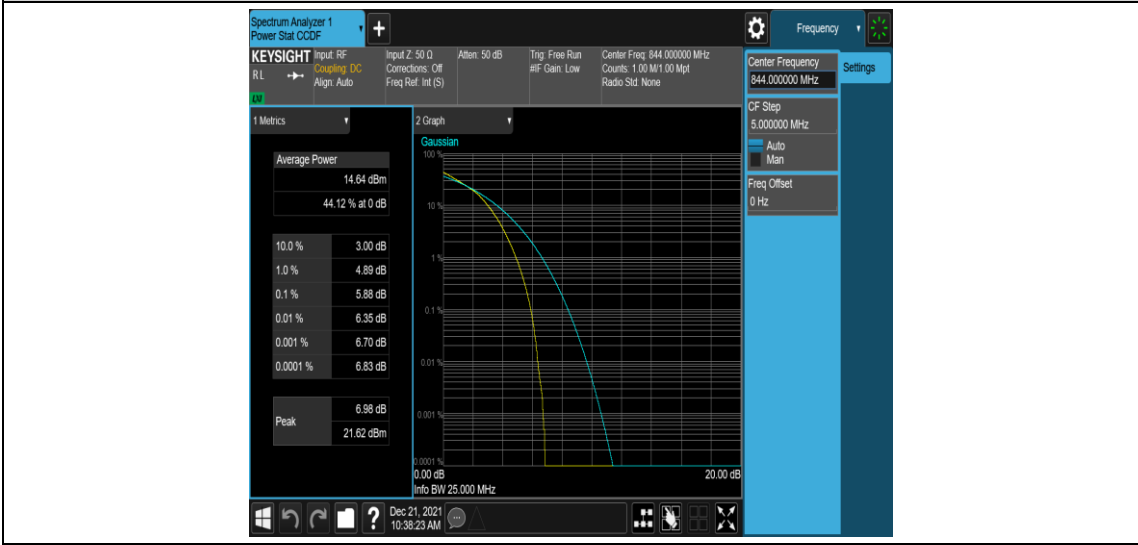 Spectrum Analyzer 1
Power Stat CCDF
+
Frequency
KEYSIGHT
RL
Input: RF
Coupling: DC
Align: Auto
Input Z: 50 Ω
Corrections: Off
Freq Ref: Int (S)
Atten: 50 dB
Trig: Free Run
#IF Gain: Low
Center Freq: 844.000000 MHz
Counts: 1.00 M/1.00 Mpt
Radio Std: None
Center Frequency
844.000000 MHz
Settings
CF Step
5.000000 MHz
Auto
Man
Freq Offset
0 Hz
1 Metrics
Average Power
14.64 dBm
44.12 % at 0 dB
10.0 % 3.00 dB
1.0 % 4.89 dB
0.1 % 5.88 dB
0.01 % 6.35 dB
0.001 % 6.70 dB
0.0001 % 6.83 dB
Peak
6.98 dB
21.62 dBm
2 Graph
Gaussian
100 %
10 %
1 %
0.1 %
0.01 %
0.001 %
0.0001 %
0.00 dB 20.00 dB
Info BW 25.000 MHz
?
Dec 21, 2021
10:38:23 AM